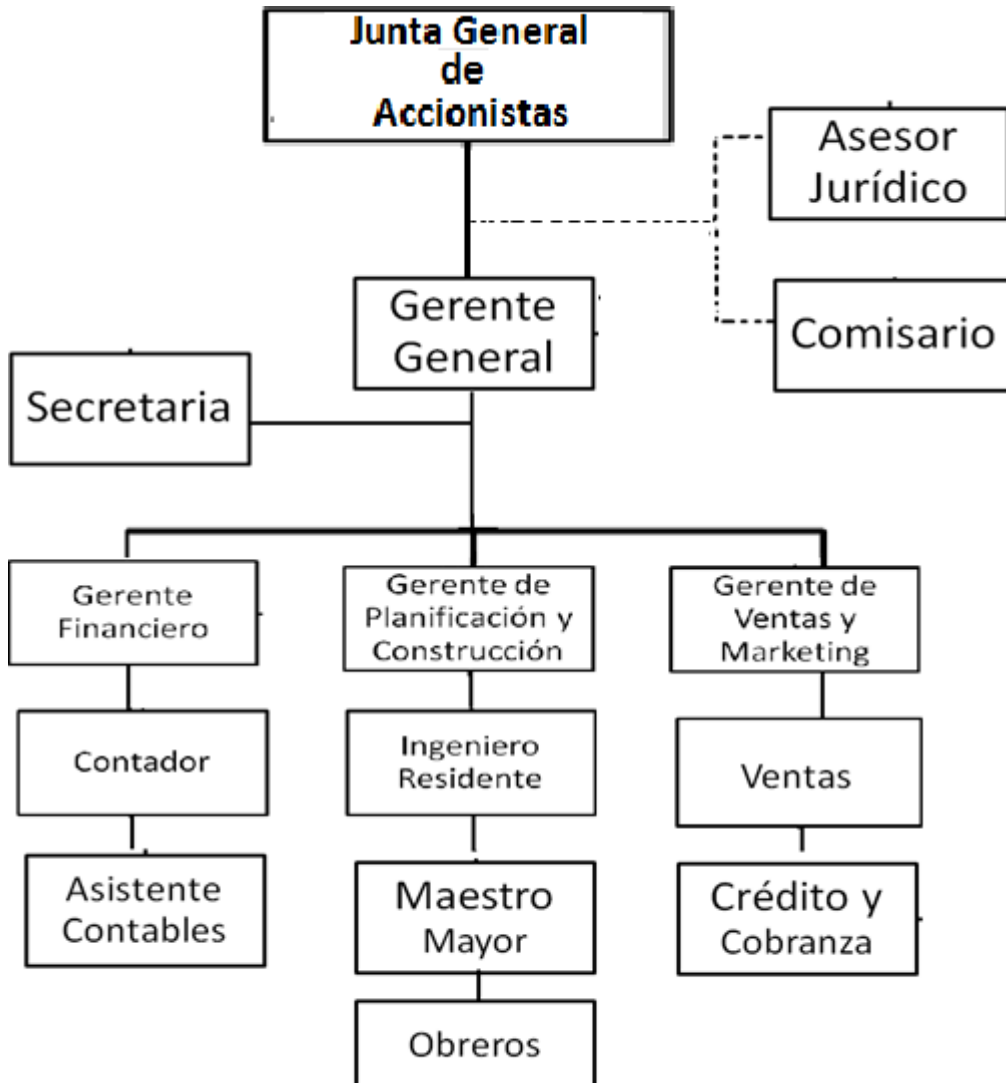 Junta General
de
Accionistas
Asesor
Jurídico
Gerente
General
Comisario
Secretaria
Gerente
Financiero
Gerente de
Planificación y
Construcción
Gerente de
Ventas y
Marketing
Contador
Ingeniero
Residente
Ventas
Asistente
Contables
Maestro
Mayor
Crédito y
Cobranza
Obreros